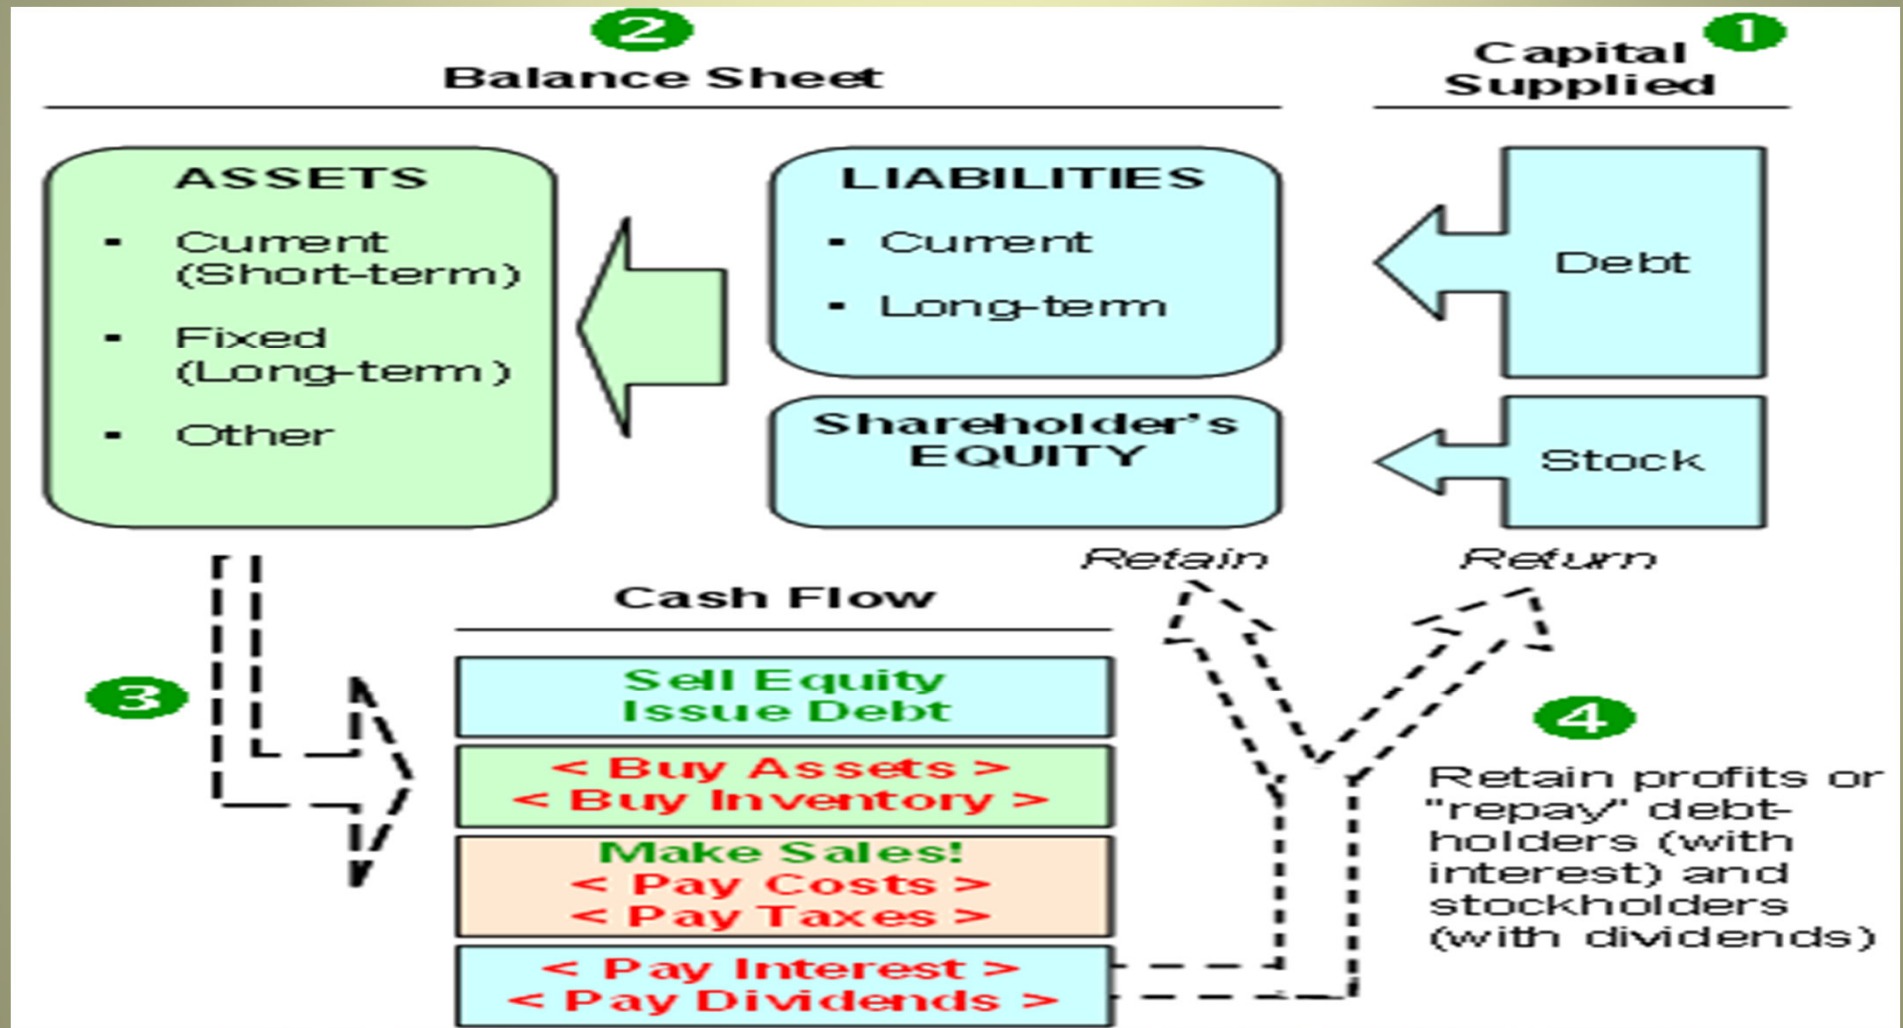 2
Balance Sheet
1
Capital
Supplied
ASSETS
▪ Current
(Short-term)
▪ Fixed
(Long-term)
▪ Other
LIABILITIES
▪ Current
▪ Long-term
Shareholder's
EQUITY
Debt
Stock
Retain
Return
Cash Flow
3
Sell Equity
Issue Debt
< Buy Assets >
< Buy Inventory >
Make Sales!
< Pay Costs >
< Pay Taxes >
< Pay Interest >
< Pay Dividends >
4
Retain profits or
"repay" debt-
holders (with
interest) and
stockholders
(with dividends)